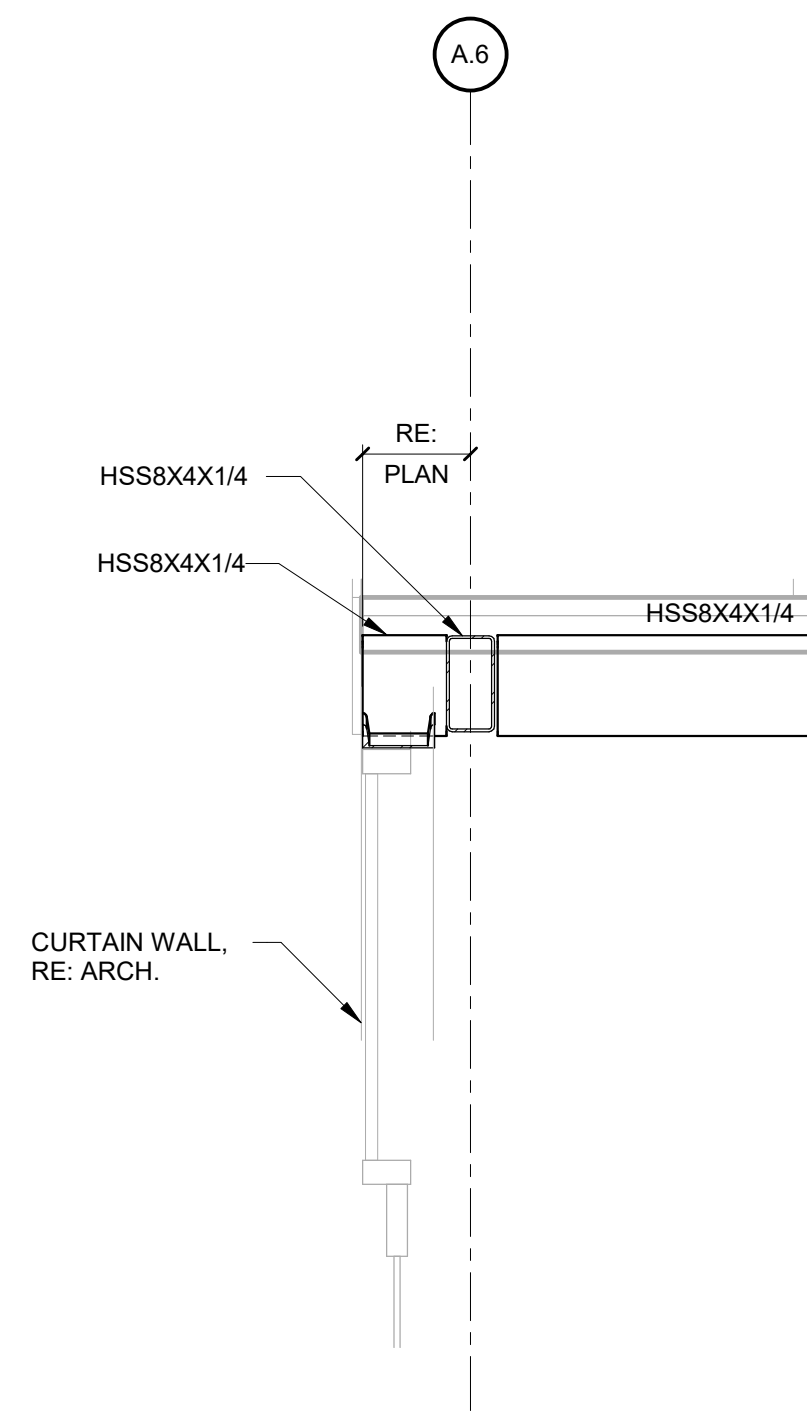 A.6
RE:
PLAN
HSS8X4X1/4
HSS8X4X1/4
HSS8X4X1/4
CURTAIN WALL,
RE: ARCH.